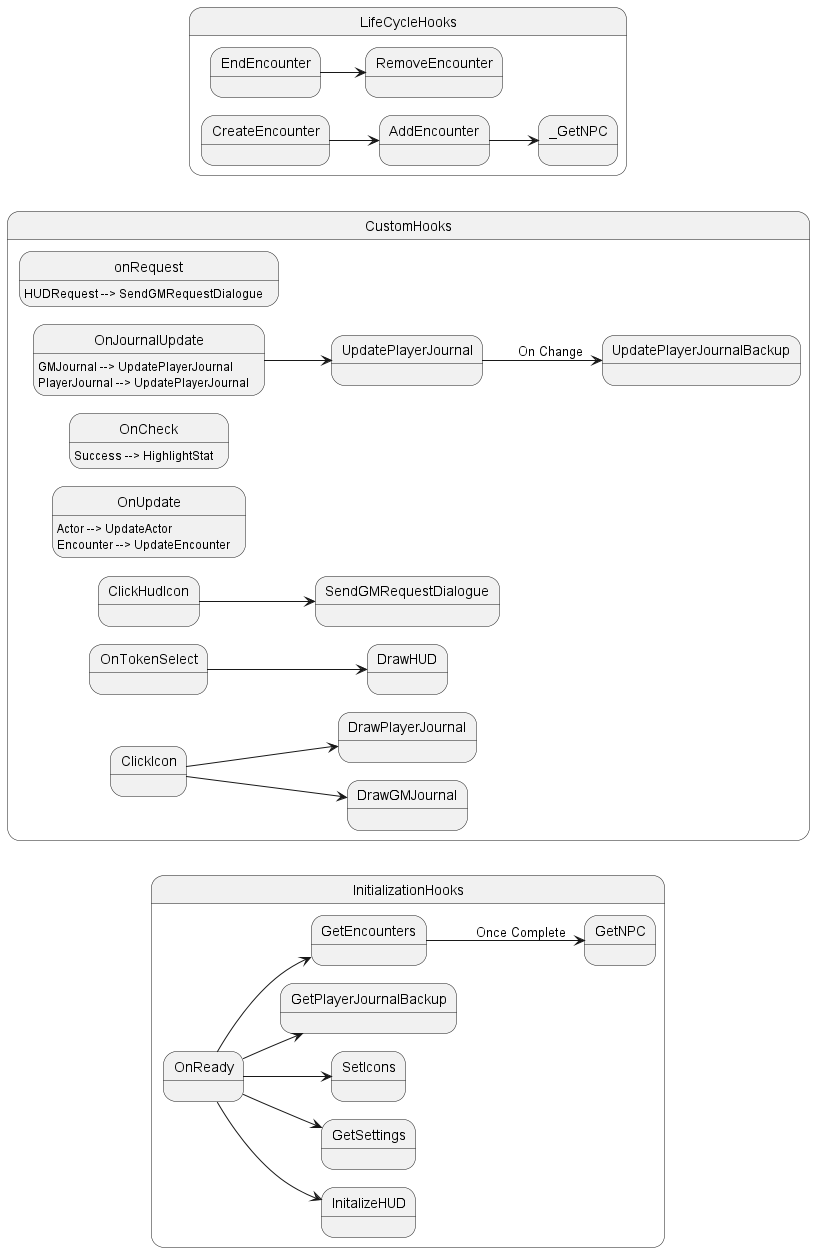 LifeCycleHooks
EndEncounter
RemoveEncounter
CreateEncounter
AddEncounter
_GetNPC
CustomHooks
onRequest
HUDRequest --> SendGMRequestDialogue
OnJournalUpdate
GMJournal --> UpdatePlayerJournal
PlayerJournal --> UpdatePlayerJournal
UpdatePlayerJournal
On Change
UpdatePlayerJournalBackup
OnCheck
Success --> HighlightStat
OnUpdate
Actor --> UpdateActor
Encounter --> UpdateEncounter
ClickHudIcon
SendGMRequestDialogue
OnTokenSelect
DrawHUD
ClickIcon
DrawPlayerJournal
DrawGMJournal
InitializationHooks
OnReady
GetEncounters
Once Complete
GetNPC
GetPlayerJournalBackup
SetIcons
GetSettings
InitalizeHUD